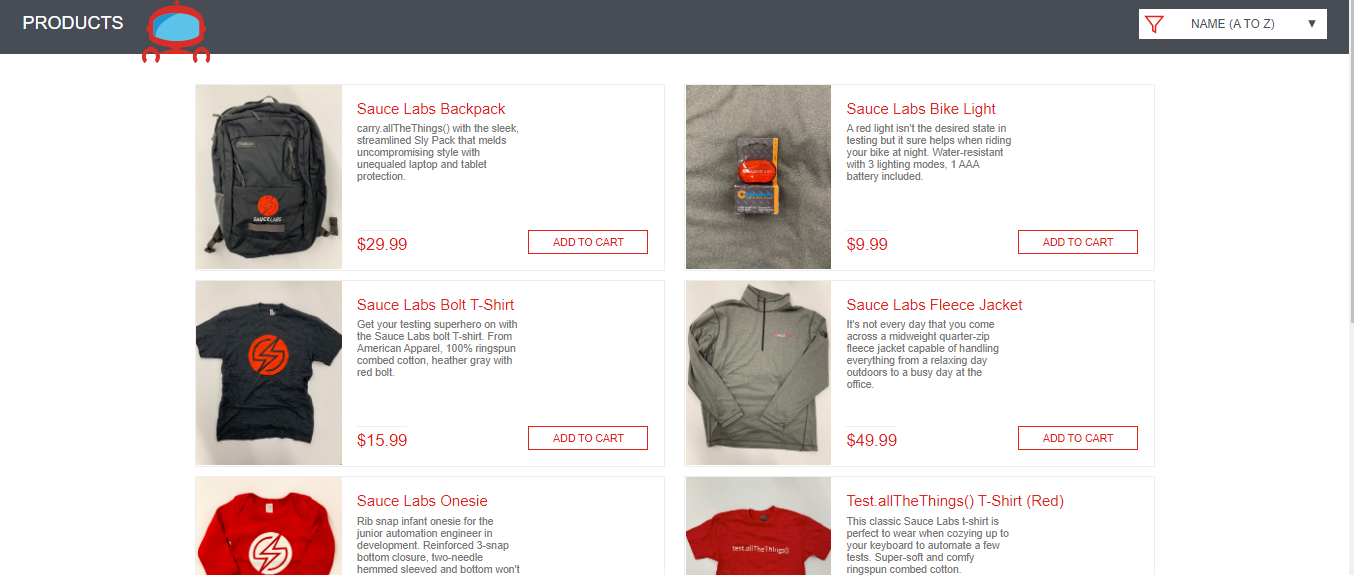 PRODUCTS
NAME (A TO Z)
Sauce Labs Backpack
carry.allTheThings() with the sleek,
streamlined Sly Pack that melds
uncompromising style with
unequaled laptop and tablet
protection.
SAUCELABS
$29.99
ADD TO CART
Sauce Labs Bike Light
A red light isn't the desired state in
testing but it sure helps when riding
your bike at night. Water-resistant
with 3 lighting modes, 1 AAA
battery included.
$9.99
ADD TO CART
Sauce Labs Bolt T-Shirt
Get your testing superhero on with
the Sauce Labs bolt T-shirt. From
American Apparel, 100% ringspun
combed cotton, heather gray with
red bolt.
$15.99
ADD TO CART
Sauce Labs Fleece Jacket
It's not every day that you come
across a midweight quarter-zip
fleece jacket capable of handling
everything from a relaxing day
outdoors to a busy day at the
office.
$49.99
ADD TO CART
Sauce Labs Onesie
Rib snap infant onesie for the
junior automation engineer in
development. Reinforced 3-snap
bottom closure, two-needle
hemmed sleeved and bottom won't
test.allTheThings()
Test.allTheThings() T-Shirt (Red)
This classic Sauce Labs t-shirt is
perfect to wear when cozying up to
your keyboard to automate a few
tests. Super-soft and comfy
ringspun combed cotton.